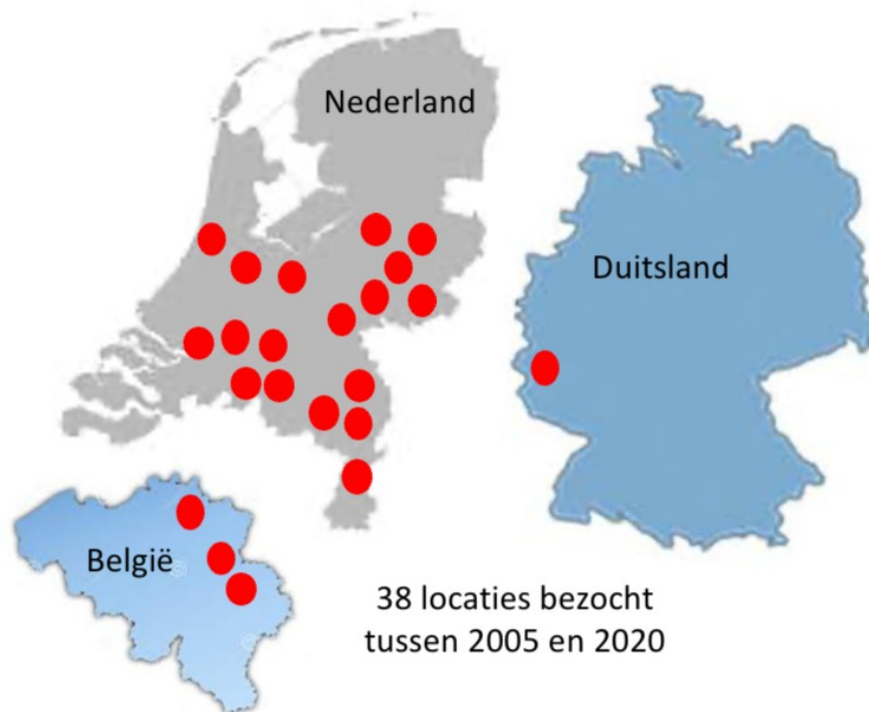 Nederland
Duitsland
België
38 locaties bezocht
tussen 2005 en 2020